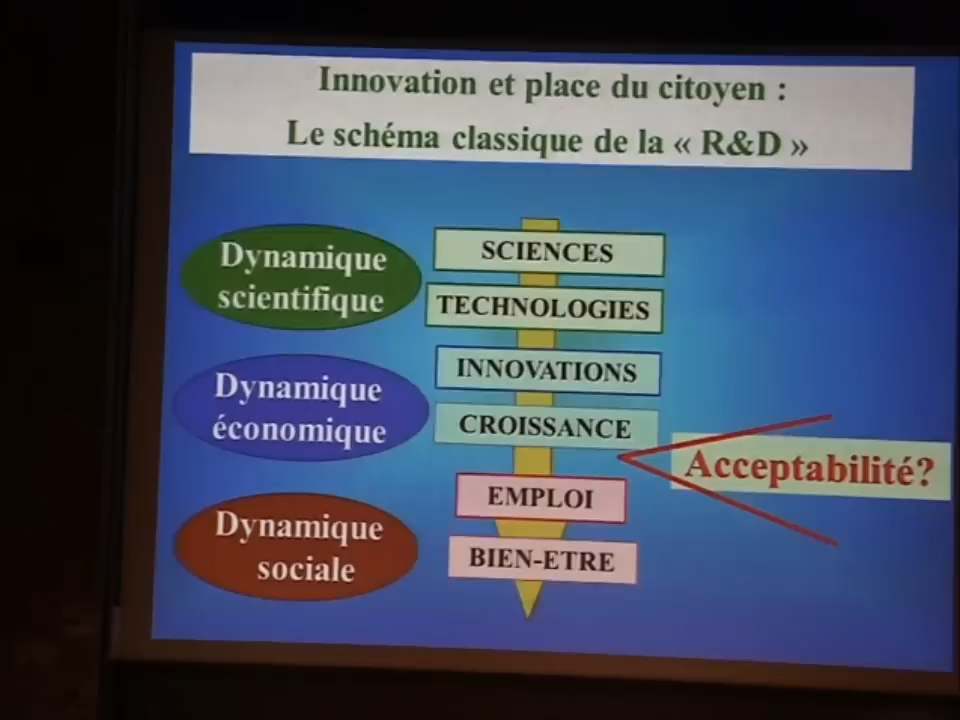 Innovation et place du citoyen :
Le schéma classique de la « R&D »
Dynamique
scientifique
SCIENCES
TECHNOLOGIES
Dynamique
économique
INNOVATIONS
CROISSANCE
Acceptabilité?
Dynamique
sociale
EMPLOI
BIEN-ETRE